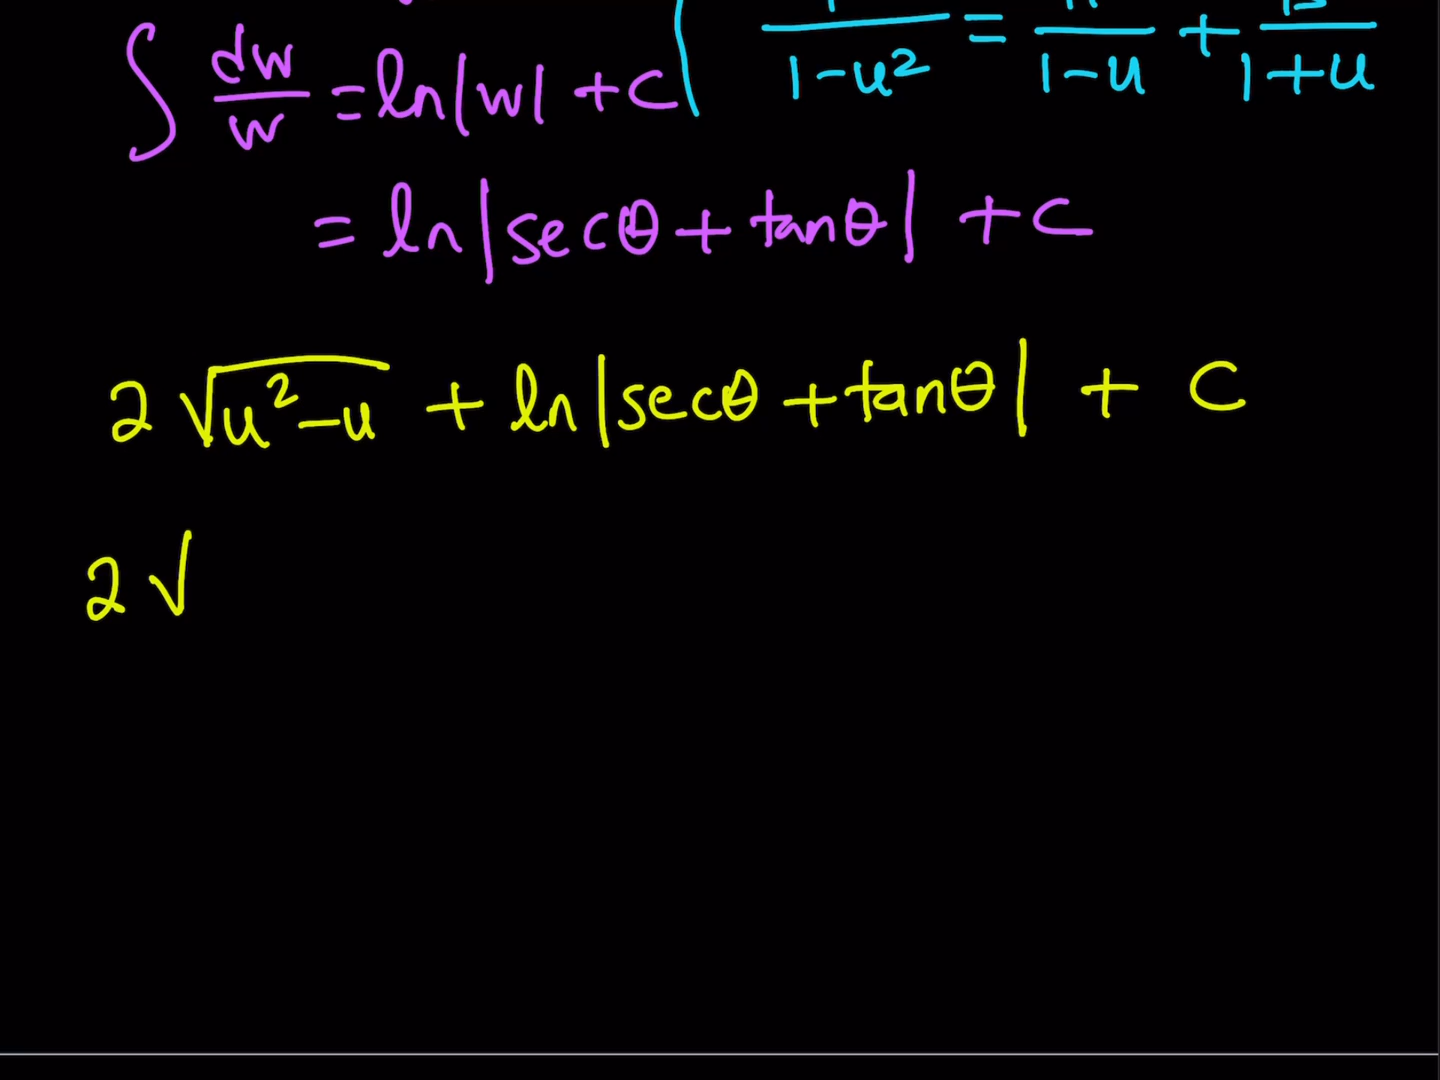 ∫ dw/w = ln|w| + c
1/(1-u²) = A/(1-u) + B/(1+u)
= ln|secθ + tanθ| + c
2 √(u²-u) + ln|secθ + tanθ| + c
2 √